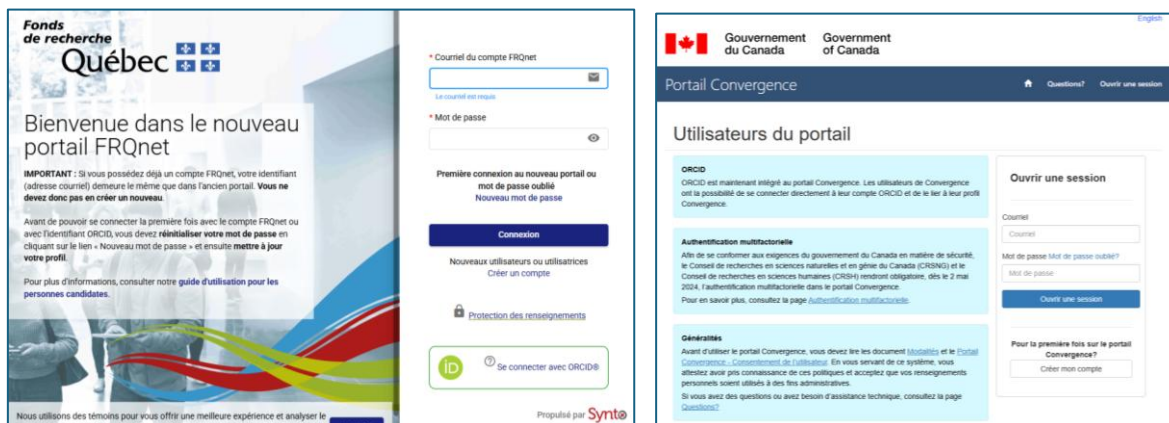 Fonds
de recherche
Québec
Bienvenue dans le nouveau
portail FRQnet
IMPORTANT : Si vous possédez déjà un compte FRQnet, votre identifiant
(adresse courriel) demeure le même que dans l'ancien portail. Vous ne
devez donc pas en créer un nouveau.
Avant de pouvoir se connecter la première fois avec le compte FRQnet ou
avec l'identifiant ORCID, vous devez réinitialiser votre mot de passe en
cliquant sur le lien « Nouveau mot de passe » et ensuite mettre à jour
votre profil.
Pour plus d'informations, consulter notre guide d'utilisation pour les
personnes candidates.
Nous utilisons des témoins pour vous offrir une meilleure expérience et analyser le
* Courriel du compte FRQnet
Le courriel est requis
* Mot de passe
Première connexion au nouveau portail ou
mot de passe oublié
Nouveau mot de passe
Connexion
Nouveaux utilisateurs ou utilisatrices
Créer un compte
Protection des renseignements
iD
Se connecter avec ORCID®
Propulsé par Synto
English
Gouvernement
du Canada
Government
of Canada
Portail Convergence
Questions?
Ouvrir une session
Utilisateurs du portail
ORCID
ORCID est maintenant intégré au portail Convergence. Les utilisateurs de Convergence
ont la possibilité de se connecter directement à leur compte ORCID et de le lier à leur profil
Convergence.
Authentification multifactorielle
Afin de se conformer aux exigences du gouvernement du Canada en matière de sécurité,
le Conseil de recherches en sciences naturelles et en génie du Canada (CRSNG) et le
Conseil de recherches en sciences humaines (CRSH) rendront obligatoire, dès le 2 mai
2024, l'authentification multifactorielle dans le portail Convergence.
Pour en savoir plus, consultez la page Authentification multifactorielle.
Généralités
Avant d'utiliser le portail Convergence, vous devez lire les document Modalités et le Portail
Convergence - Consentement de l'utilisateur. En vous servant de ce système, vous
attestez avoir pris connaissance de ces politiques et acceptez que vos renseignements
personnels soient utilisés à des fins administratives.
Si vous avez des questions ou avez besoin d'assistance technique, consultez la page
Questions?
Ouvrir une session
Courriel
Courriel
Mot de passe Mot de passe oublié?
Mot de passe
Ouvrir une session
Pour la première fois sur le portail
Convergence?
Créer mon compte